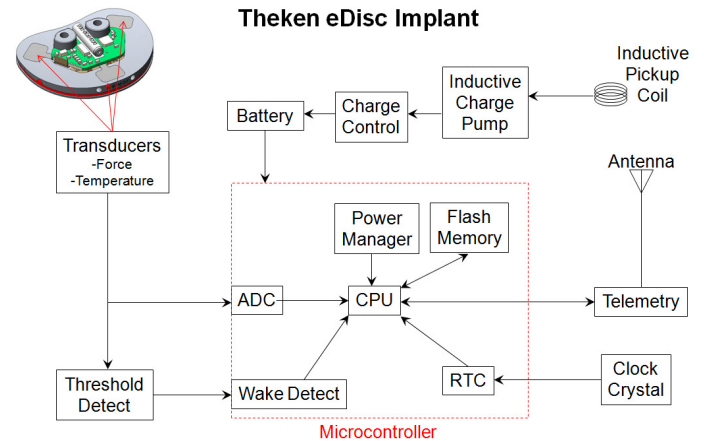 Theken eDisc Implant
Inductive
Pickup
Coil
Inductive
Charge
Pump
Charge
Control
Battery
Transducers
-Force
-Temperature
Antenna
Power
Manager
Flash
Memory
ADC
CPU
Telemetry
Threshold
Detect
Wake Detect
RTC
Clock
Crystal
Microcontroller